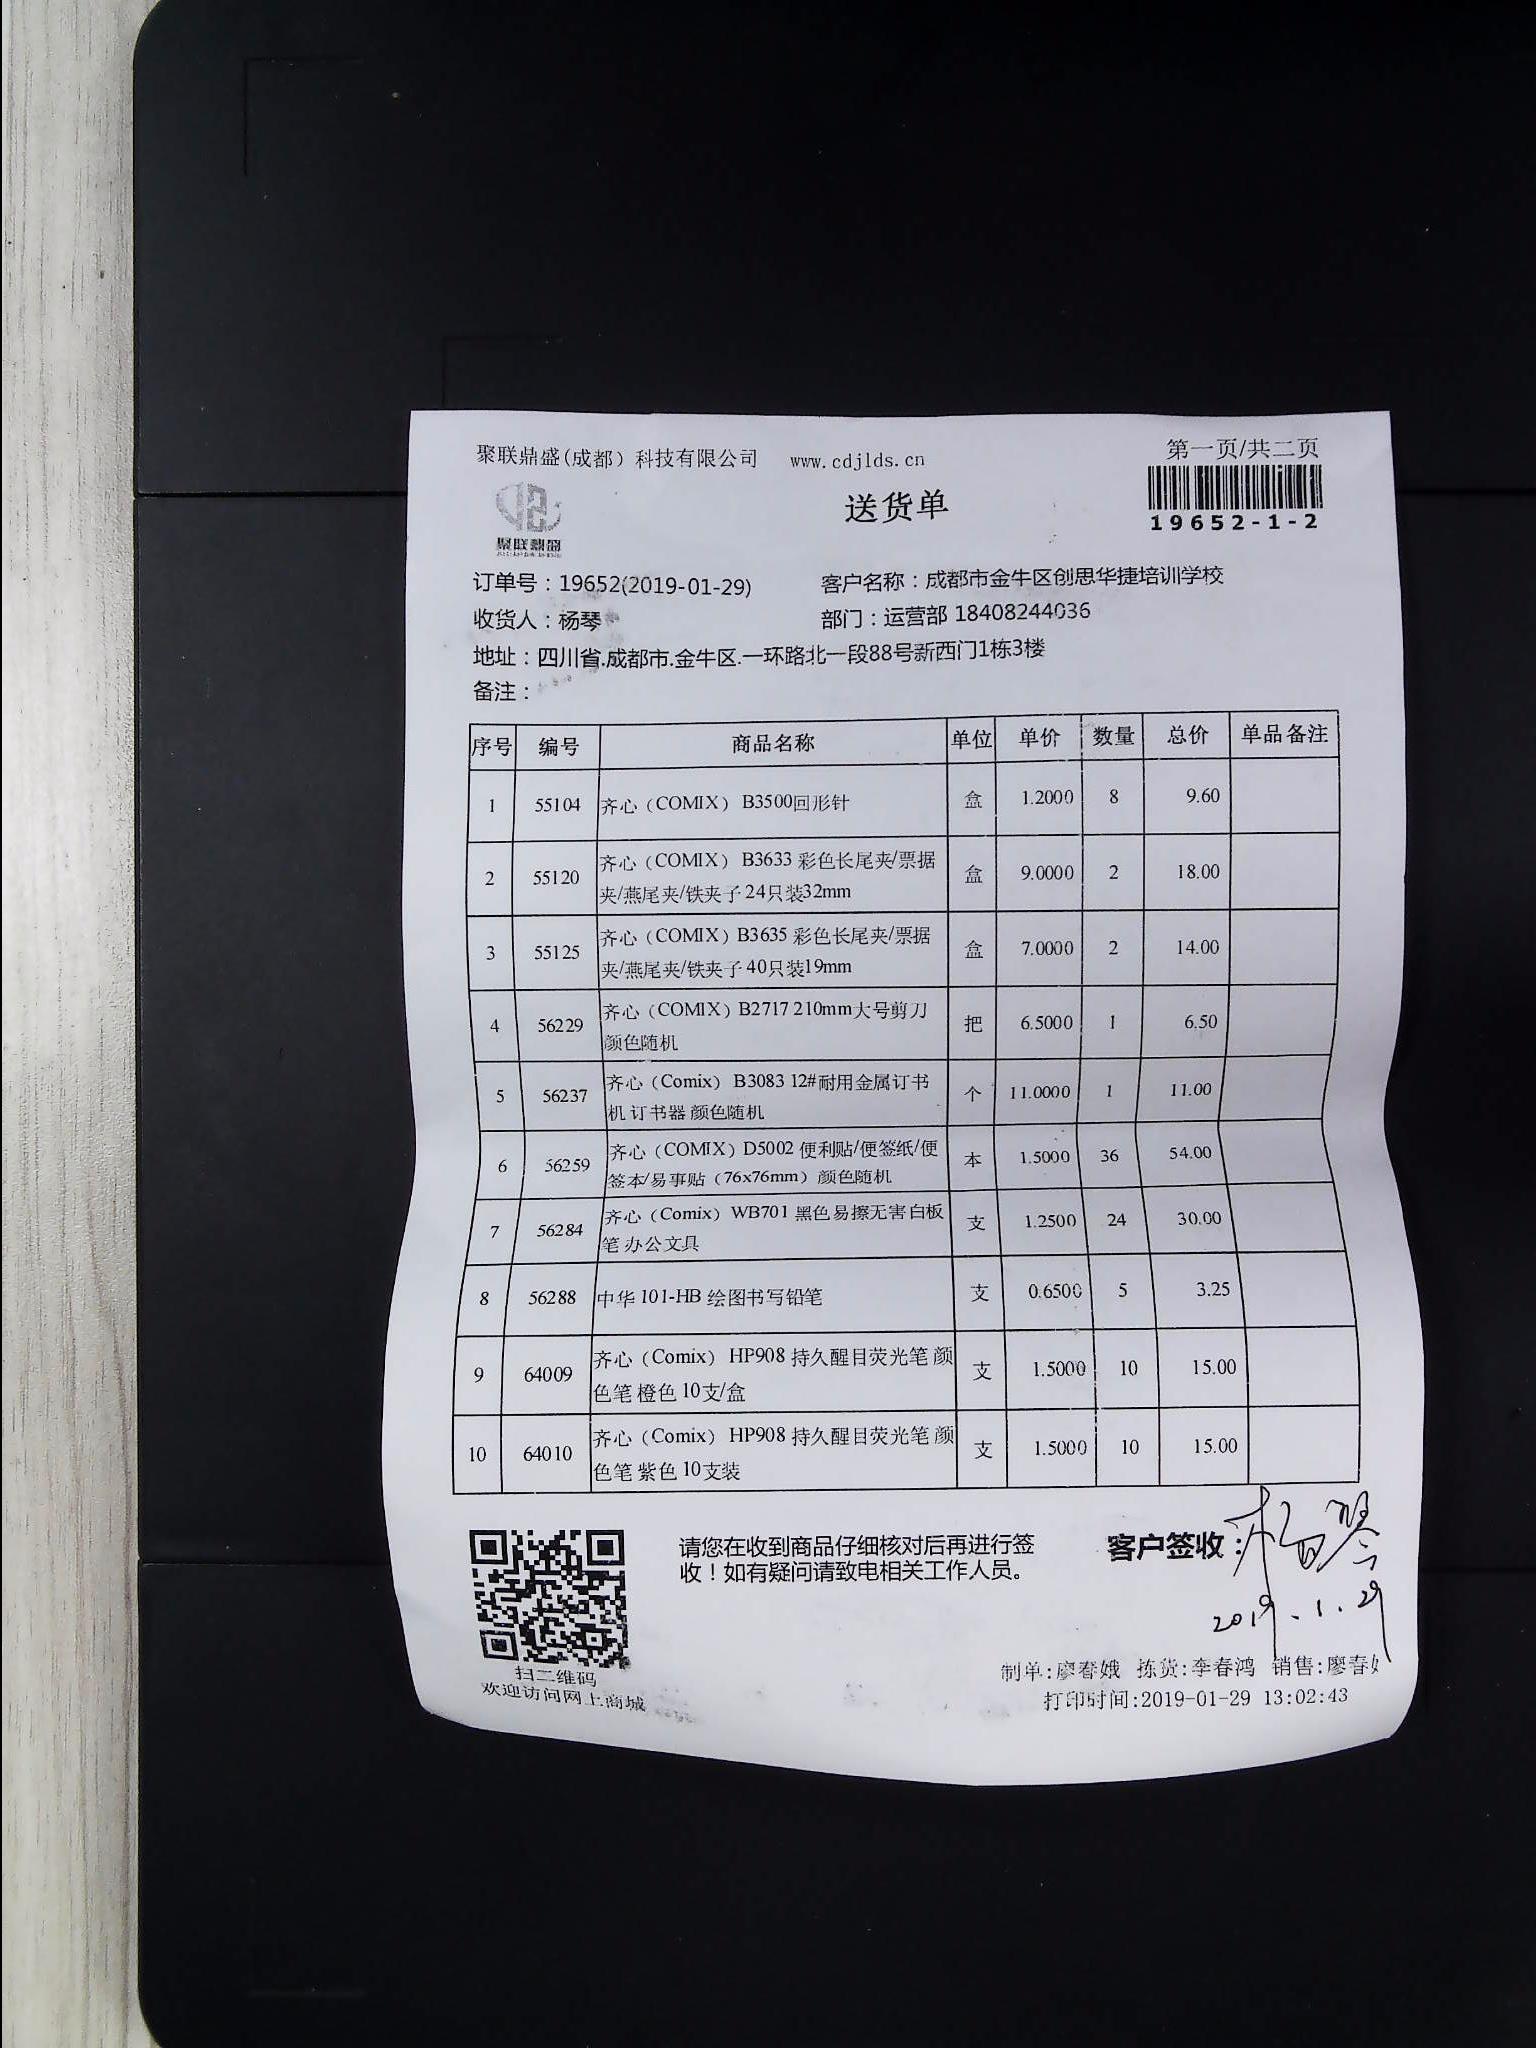 聚联鼎盛(成都)科技有限公司 www.cdjlds.cn
第一页/共二页
送货单
19652-1-2
聚联鼎盛
订单号：19652(2019-01-29) 客户名称：成都市金牛区创思华捷培训学校
收货人：杨琴 部门：运营部 18408244036
地址：四川省.成都市.金牛区.一环路北一段88号新西门1栋3楼
备注：
序号 编号 商品名称 单位 单价 数量 总价 单品备注
1 55104 齐心（COMIX） B3500回形针 盒 1.2000 8 9.60
2 55120 齐心（COMIX） B3633 彩色长尾夹/票据 盒 9.0000 2 18.00
夹/燕尾夹/铁夹子 24只装32mm
3 55125 齐心（COMIX）B3635 彩色长尾夹/票据 盒 7.0000 2 14.00
夹/燕尾夹/铁夹子 40只装19mm
4 56229 齐心（COMIX）B2717 210mm大号剪刀 把 6.5000 1 6.50
颜色随机
5 56237 齐心（Comix） B3083 12#耐用金属订书 个 11.0000 1 11.00
机 订书器 颜色随机
6 56259 齐心（COMIX）D5002 便利贴/便签纸/便 本 1.5000 36 54.00
签本/易事贴（76x76mm）颜色随机
7 56284 齐心（Comix） WB701 黑色易擦无害白板 支 1.2500 24 30.00
笔 办公文具
8 56288 中华 101-HB 绘图书写铅笔 支 0.6500 5 3.25
9 64009 齐心（Comix） HP908 持久醒目荧光笔 颜 支 1.5000 10 15.00
色笔 橙色 10支/盒
10 64010 齐心（Comix） HP908 持久醒目荧光笔 颜 支 1.5000 10 15.00
色笔 紫色 10支装
请您在收到商品仔细核对后再进行签
收！如有疑问请致电相关工作人员。
客户签收：杨琴
2019.1.29
扫二维码
欢迎访问网上商城
制单:廖春娥 拣货:李春鸿 销售:廖春
打印时间:2019-01-29 13:02:43